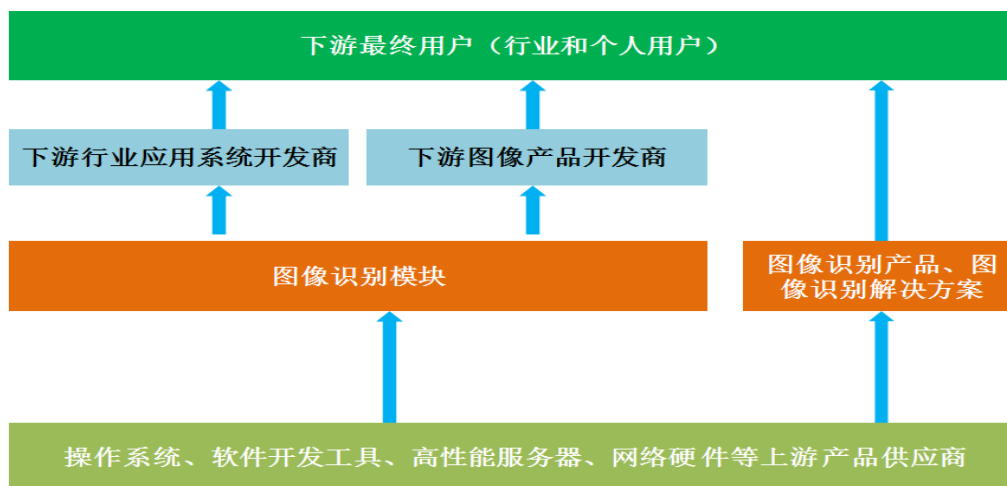 下游最终用户（行业和个人用户）
下游行业应用系统开发商
下游图像产品开发商
图像识别模块
图像识别产品、图
像识别解决方案
操作系统、软件开发工具、高性能服务器、网络硬件等上游产品供应商